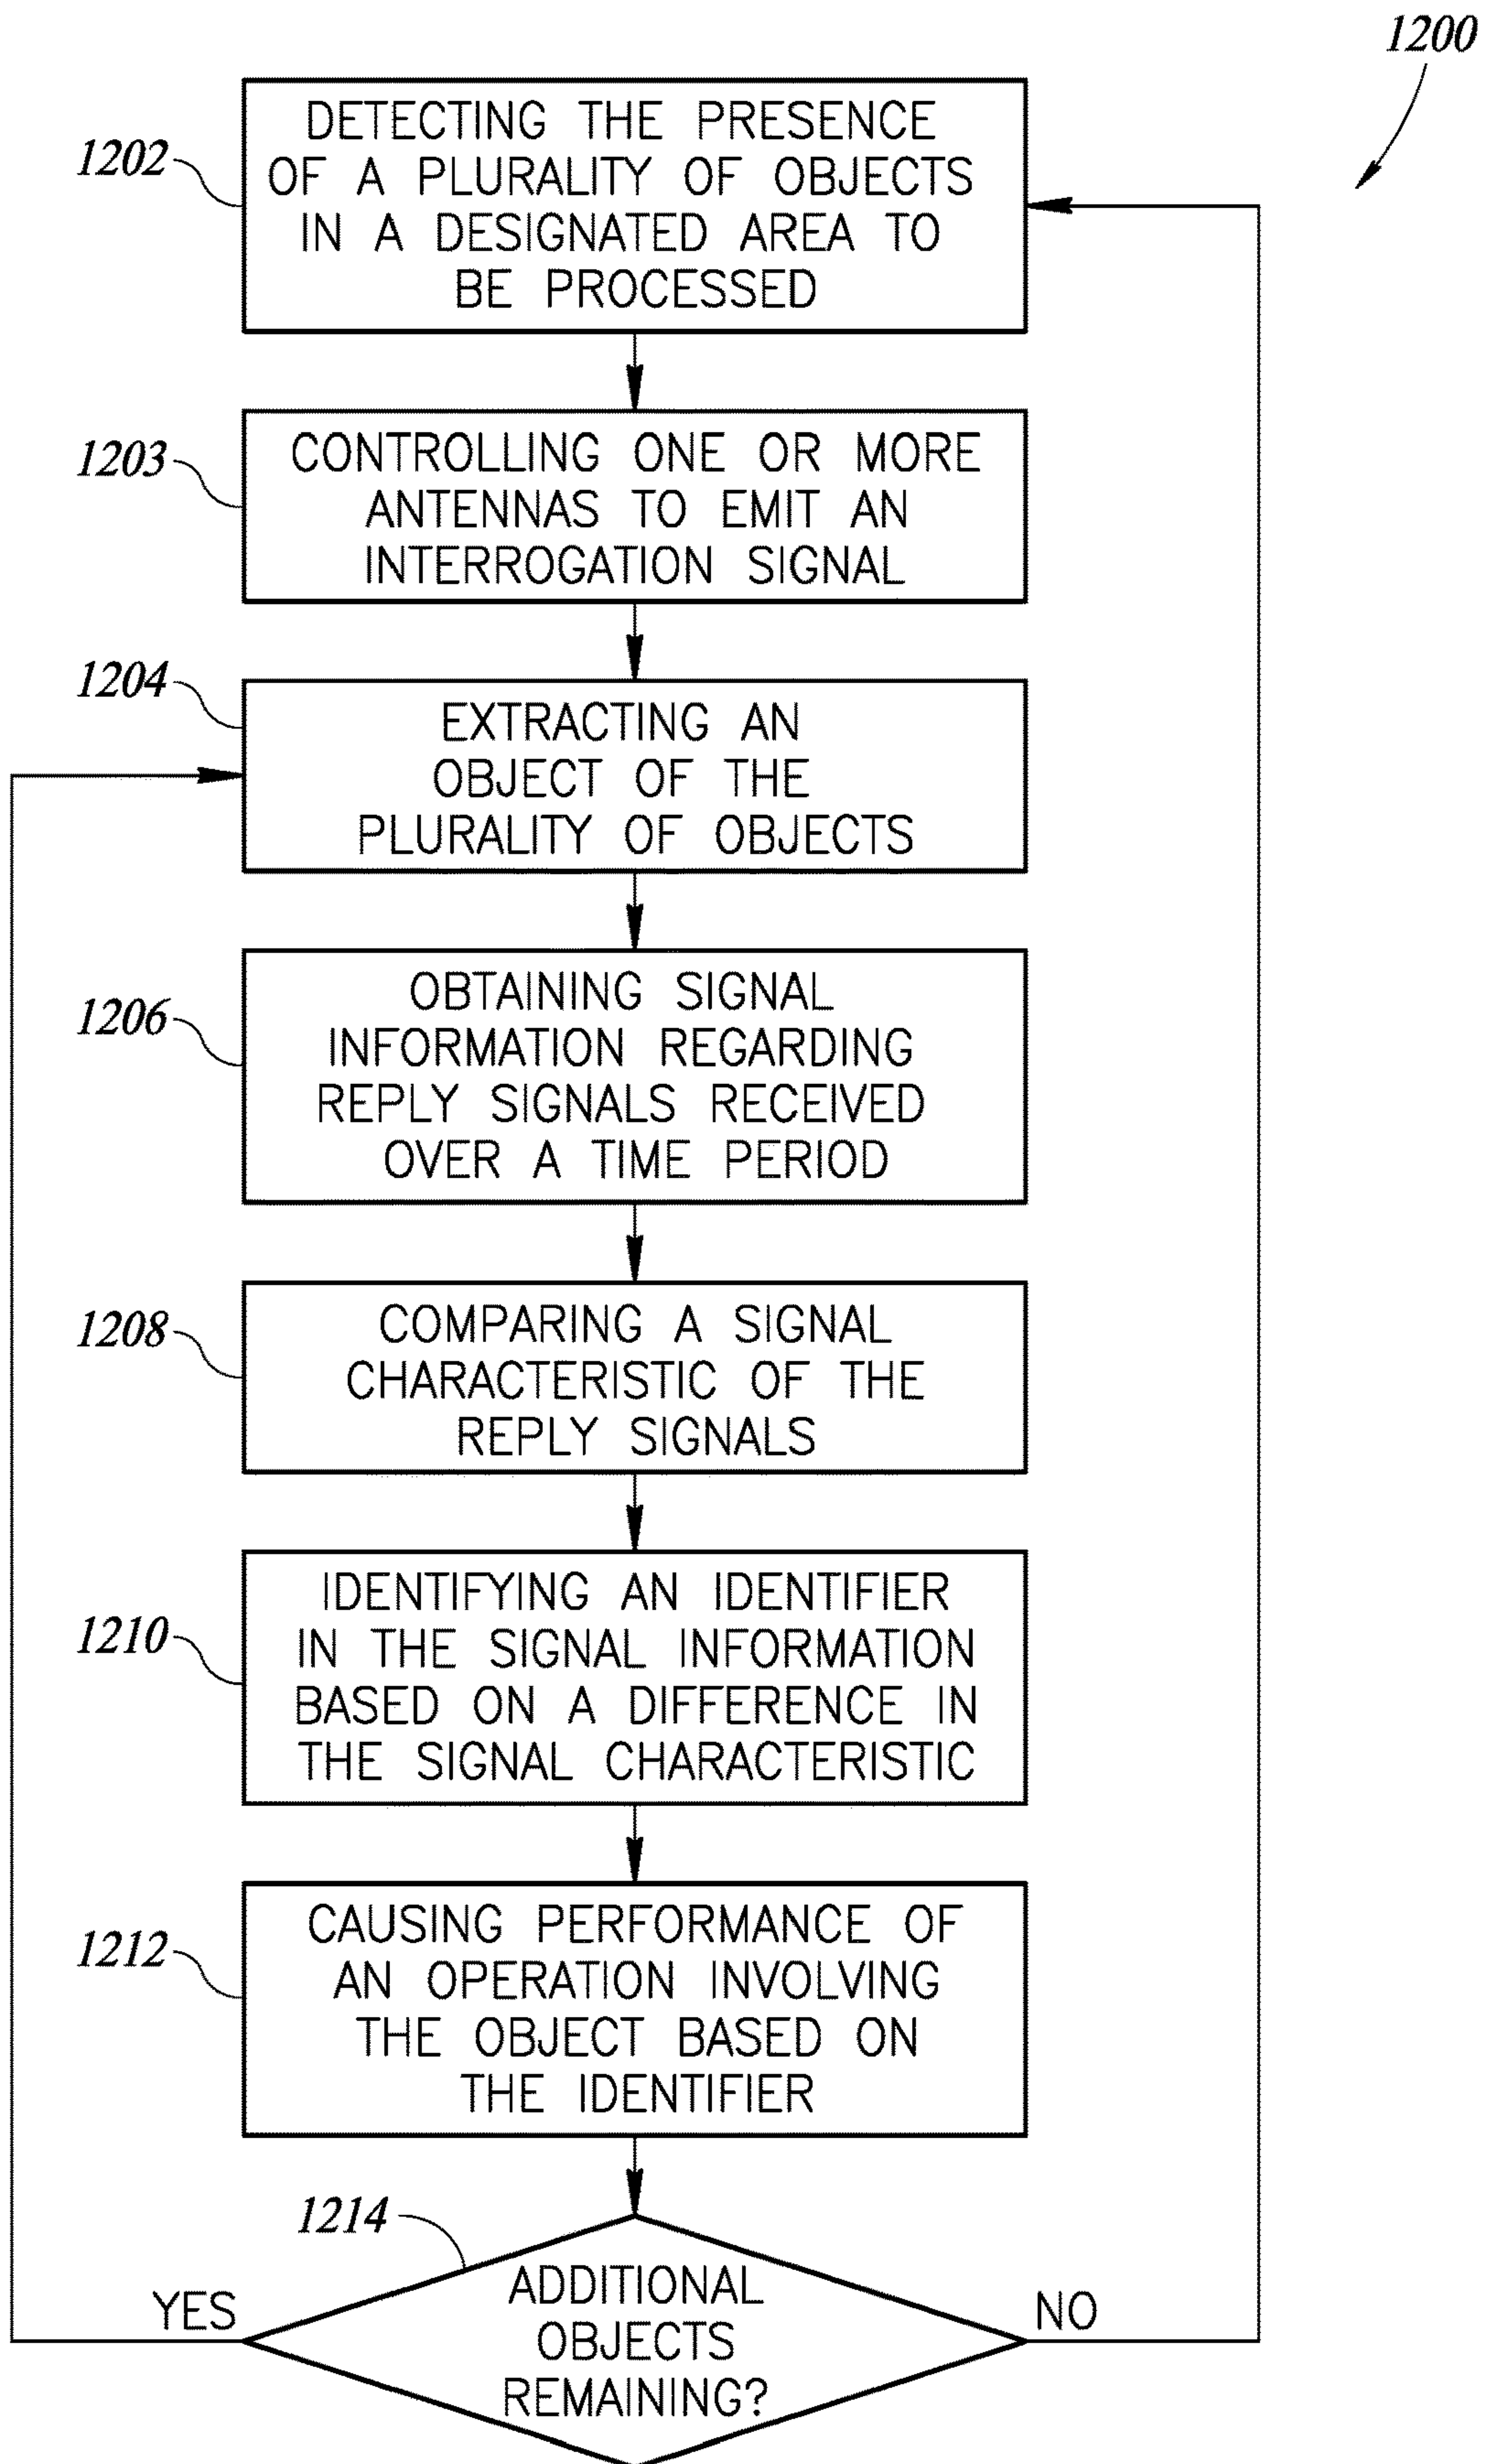 1200
1202
DETECTING THE PRESENCE
OF A PLURALITY OF OBJECTS
IN A DESIGNATED AREA TO
BE PROCESSED
1203
CONTROLLING ONE OR MORE
ANTENNAS TO EMIT AN
INTERROGATION SIGNAL
1204
EXTRACTING AN
OBJECT OF THE
PLURALITY OF OBJECTS
1206
OBTAINING SIGNAL
INFORMATION REGARDING
REPLY SIGNALS RECEIVED
OVER A TIME PERIOD
1208
COMPARING A SIGNAL
CHARACTERISTIC OF THE
REPLY SIGNALS
1210
IDENTIFYING AN IDENTIFIER
IN THE SIGNAL INFORMATION
BASED ON A DIFFERENCE IN
THE SIGNAL CHARACTERISTIC
1212
CAUSING PERFORMANCE OF
AN OPERATION INVOLVING
THE OBJECT BASED ON
THE IDENTIFIER
1214
YES
ADDITIONAL
OBJECTS
REMAINING?
NO